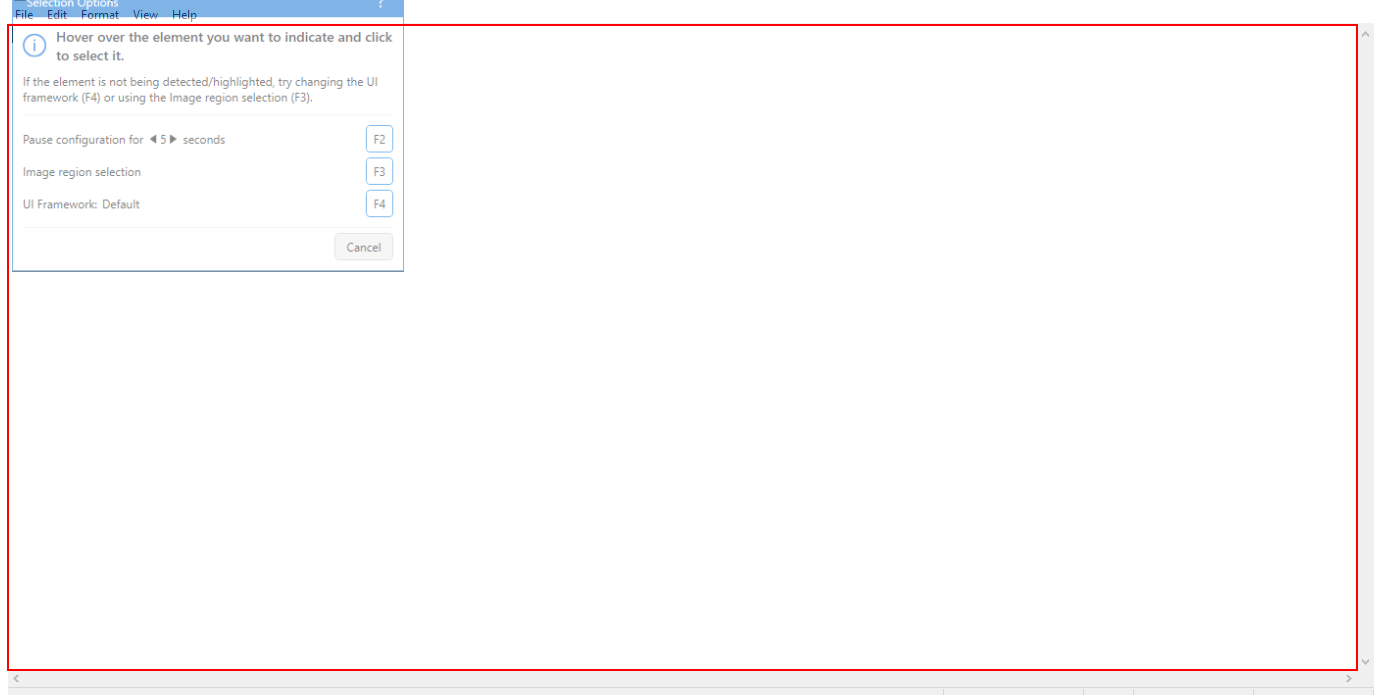 Selection Options ?
File Edit Format View Help
Hover over the element you want to indicate and click
to select it.
If the element is not being detected/highlighted, try changing the UI
framework (F4) or using the Image region selection (F3).
Pause configuration for 5 seconds F2
Image region selection F3
UI Framework: Default F4
Cancel